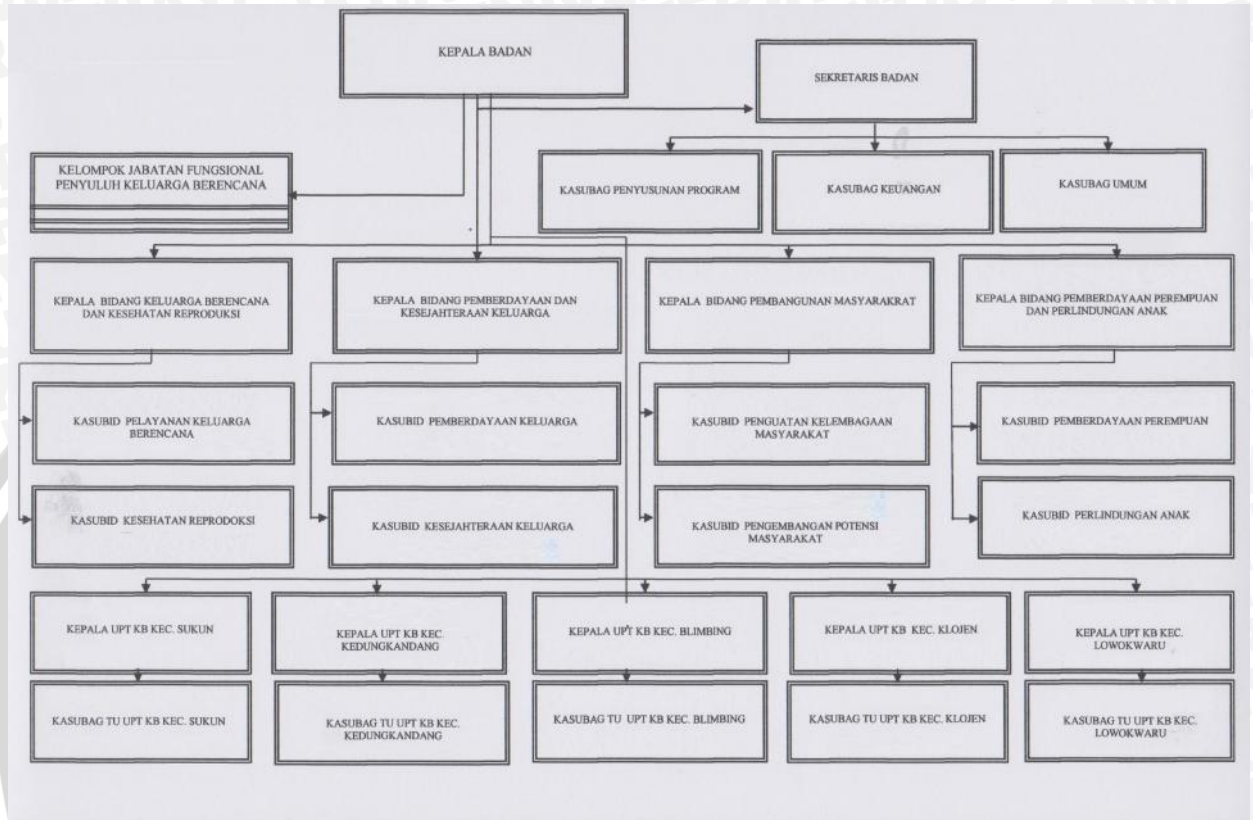 KEPALA BADAN
SEKRETARIS BADAN
KELOMPOK JABATAN FUNGSIONAL
PENYULUH KELUARGA BERENCANA
KASUBAG PENYUSUNAN PROGRAM
KASUBAG KEUANGAN
KASUBAG UMUM
KEPALA BIDANG KELUARGA BERENCANA
DAN KESEHATAN REPRODUKSI
KEPALA BIDANG PEMBERDAYAAN DAN
KESEJAHTERAAN KELUARGA
KEPALA BIDANG PEMBANGUNAN MASYARAKRAT
KEPALA BIDANG PEMBERDAYAAN PEREMPUAN
DAN PERLINDUNGAN ANAK
KASUBID PELAYANAN KELUARGA
BERENCANA
KASUBID PEMBERDAYAAN KELUARGA
KASUBID PENGUATAN KELEMBAGAAN
MASYARAKAT
KASUBID PEMBERDAYAAN PEREMPUAN
KASUBID KESEHATAN REPRODOKSI
KASUBID KESEJAHTERAAN KELUARGA
KASUBID PENGEMBANGAN POTENSI
MASYARAKAT
KASUBID PERLINDUNGAN ANAK
KEPALA UPT KB KEC. SUKUN
KEPALA UPT KB KEC.
KEDUNGKANDANG
KEPALA UPT KB KEC. BLIMBING
KEPALA UPT KB KEC. KLOJEN
KEPALA UPT KB KEC.
LOWOKWARU
KASUBAG TU UPT KB KEC. SUKUN
KASUBAG TU UPT KB KEC.
KEDUNGKANDANG
KASUBAG TU UPT KB KEC. BLIMBING
KASUBAG TU UPT KB KEC. KLOJEN
KASUBAG TU UPT KB KEC.
LOWOKWARU